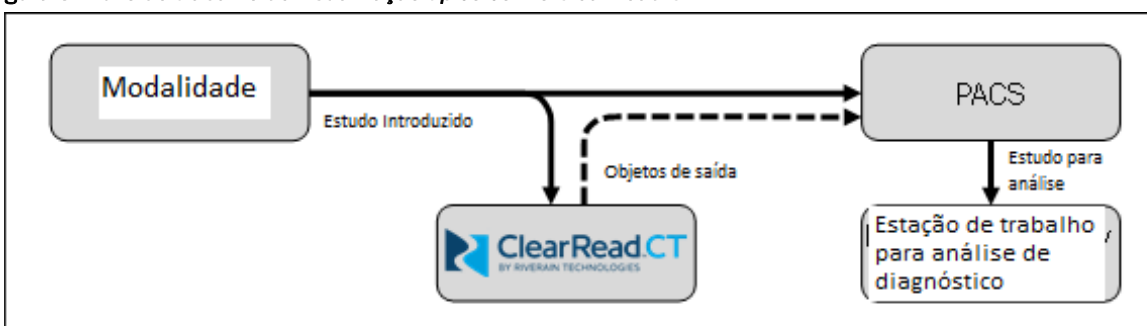 Modalidade
PACS
Estudo Introduzido
Objetos de saída
Estudo para
análise
ClearRead.CT
BY RIVERAIN TECHNOLOGIES
Estação de trabalho
para análise de
diagnóstico